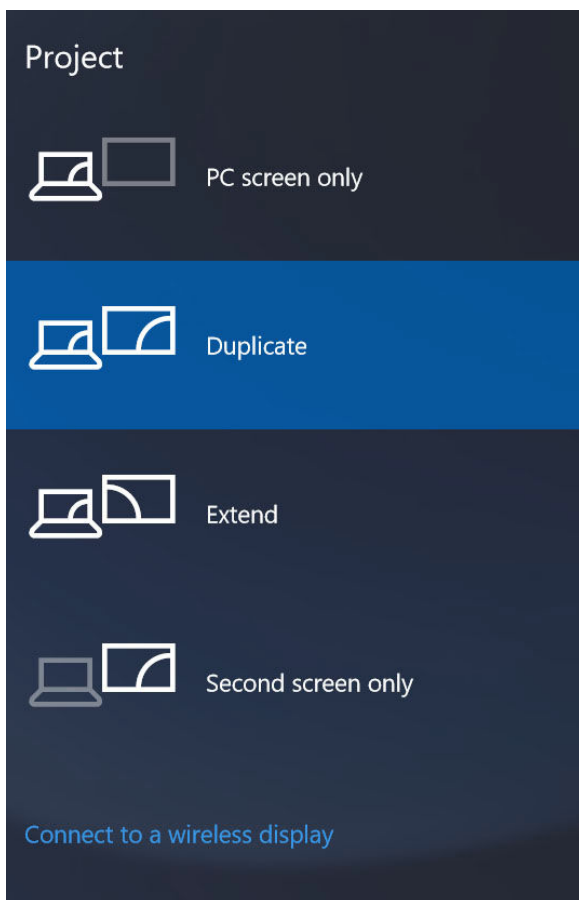 Project
PC screen only
Duplicate
Extend
Second screen only
Connect to a wireless display